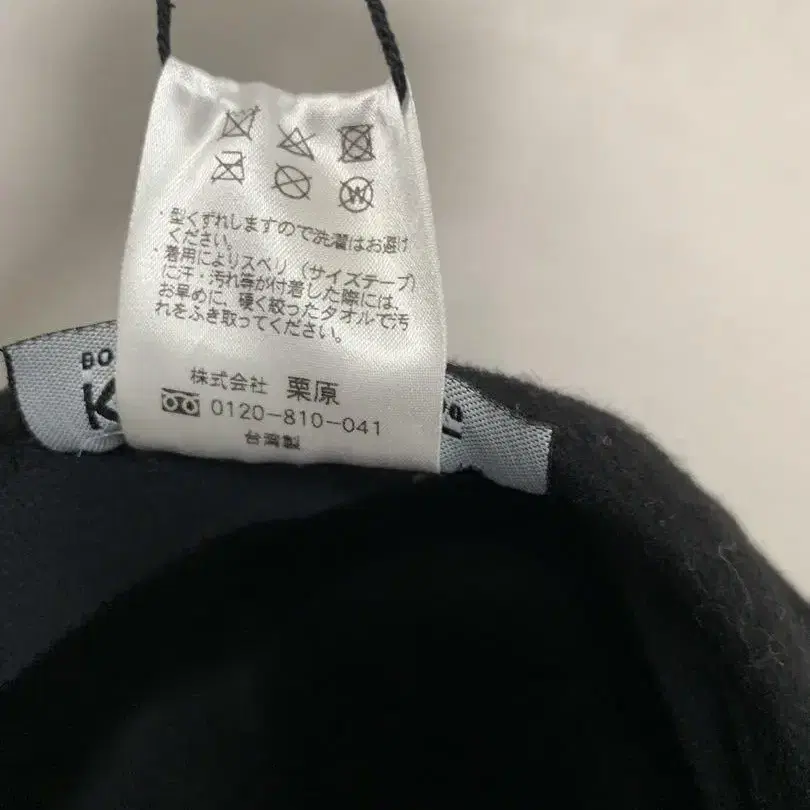 W
・型くずれしますので洗濯はお避け
ください。
・着用によりスベリ（サイズテープ）
に汗・汚れ等が付着した際には、
お早めに、硬く絞ったタオルで汚
れをふき取ってください。
BO
K
株式会社 栗原
0120-810-041
台湾製